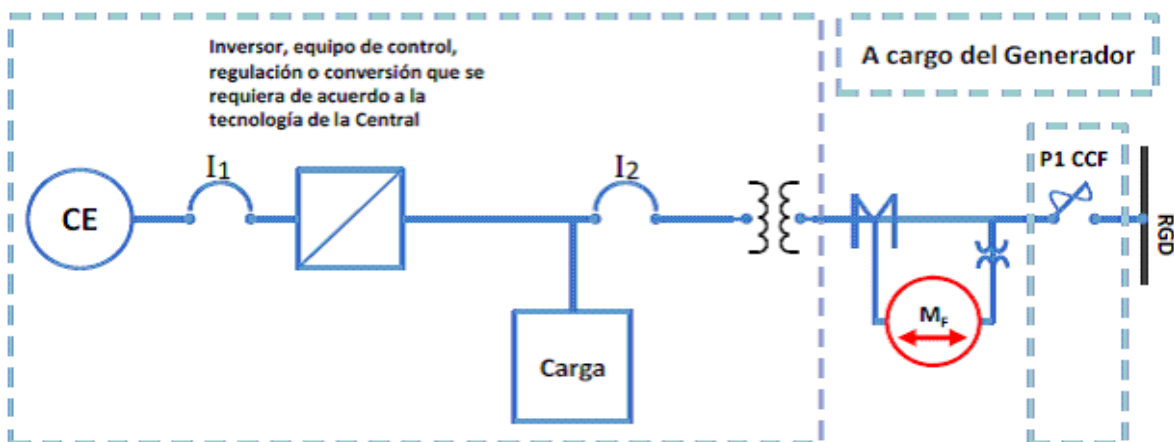 Inversor, equipo de control,
regulación o conversión que se
requiera de acuerdo a la
tecnología de la Central
A cargo del Generador
I1
I2
P1 CCF
CE
RGD
MF
Carga